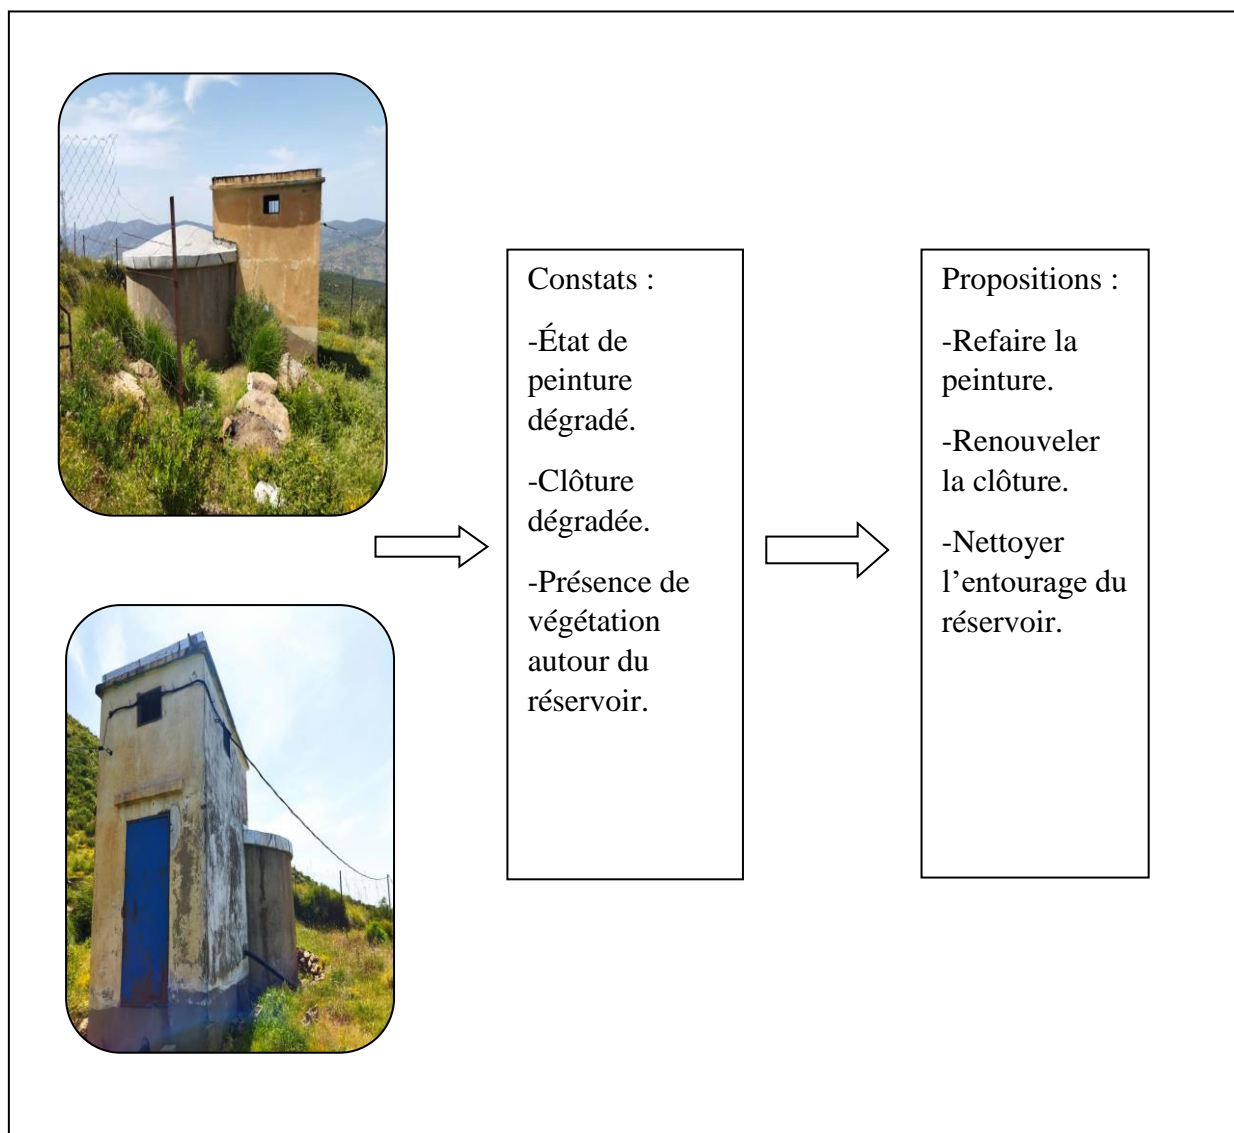 Constats :
-État de
peinture
dégradé.
-Clôture
dégradée.
-Présence de
végétation
autour du
réservoir.
Propositions :
-Refaire la
peinture.
-Renouveler
la clôture.
-Nettoyer
l’entourage du
réservoir.